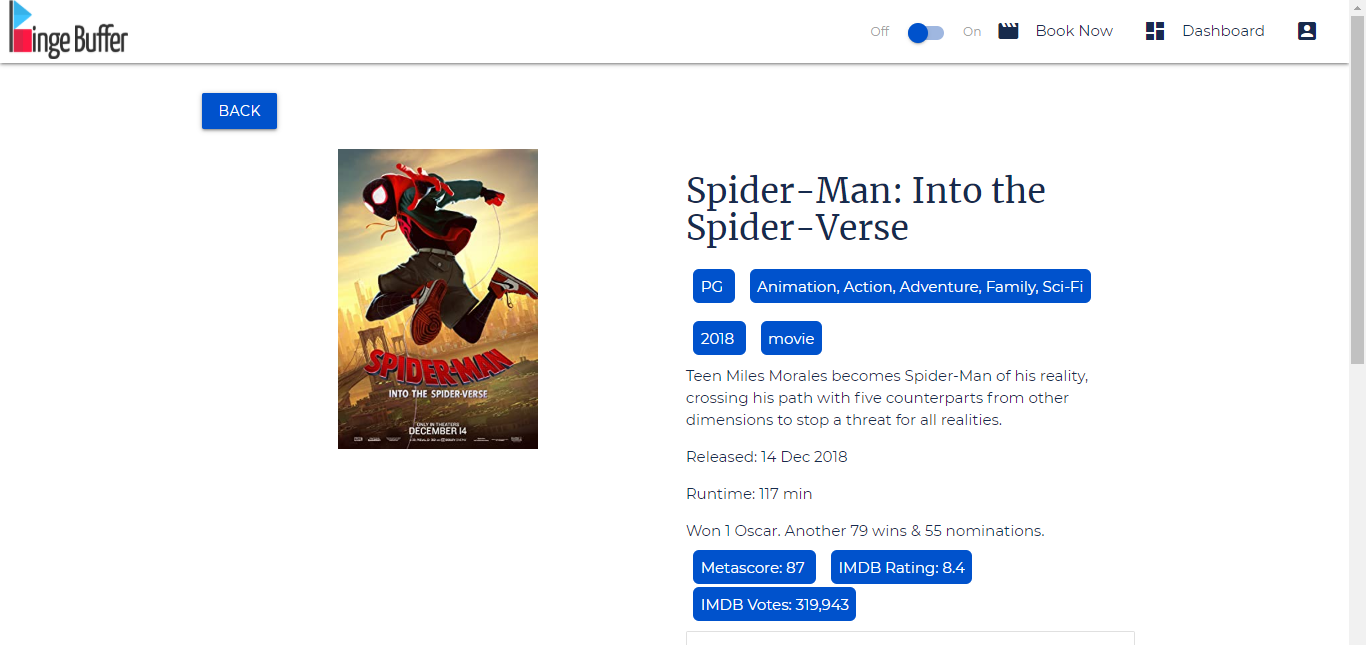 inge Buffer
Off On Book Now Dashboard
BACK
SPIDER-MAN
INTO THE SPIDER-VERSE
ONLY IN THEATERS
DECEMBER 14
Spider-Man: Into the
Spider-Verse
PG Animation, Action, Adventure, Family, Sci-Fi
2018 movie
Teen Miles Morales becomes Spider-Man of his reality,
crossing his path with five counterparts from other
dimensions to stop a threat for all realities.
Released: 14 Dec 2018
Runtime: 117 min
Won 1 Oscar. Another 79 wins & 55 nominations.
Metascore: 87 IMDB Rating: 8.4
IMDB Votes: 319,943